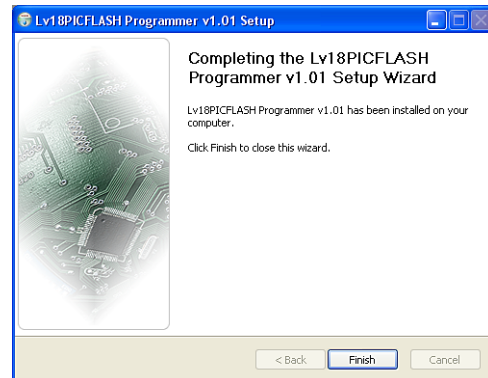 Lv18PICFLASH Programmer v1.01 Setup
Completing the Lv18PICFLASH
Programmer v1.01 Setup Wizard
Lv18PICFLASH Programmer v1.01 has been installed on your
computer.
Click Finish to close this wizard.
< Back Finish Cancel